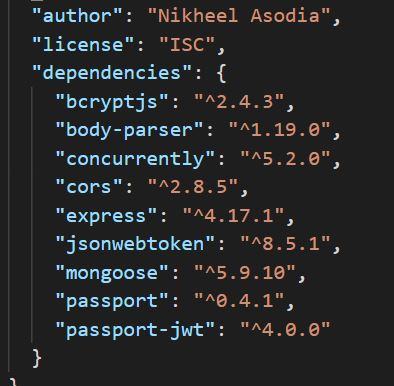 "author": "Nikheel Asodia",
"license": "ISC",
"dependencies": {
"bcryptjs": "^2.4.3",
"body-parser": "^1.19.0",
"concurrently": "^5.2.0",
"cors": "^2.8.5",
"express": "^4.17.1",
"jsonwebtoken": "^8.5.1",
"mongoose": "^5.9.10",
"passport": "^0.4.1",
"passport-jwt": "^4.0.0"
}
}